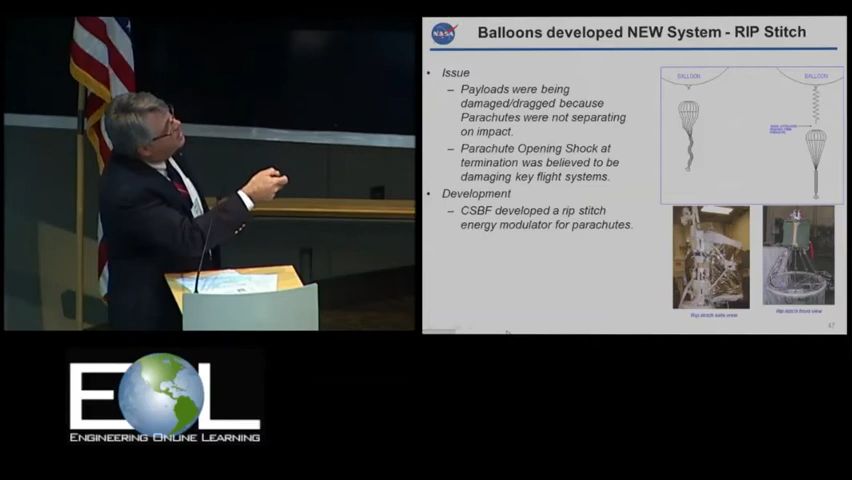 NASA
Balloons developed NEW System - RIP Stitch
• Issue
– Payloads were being
damaged/dragged because
Parachutes were not separating
on impact.
– Parachute Opening Shock at
termination was believed to be
damaging key flight systems.
• Development
– CSBF developed a rip stitch
energy modulator for parachutes.
BALLOON
BALLOON
Rip stitch side view
Rip stitch front view
47
EOL
ENGINEERING ONLINE LEARNING